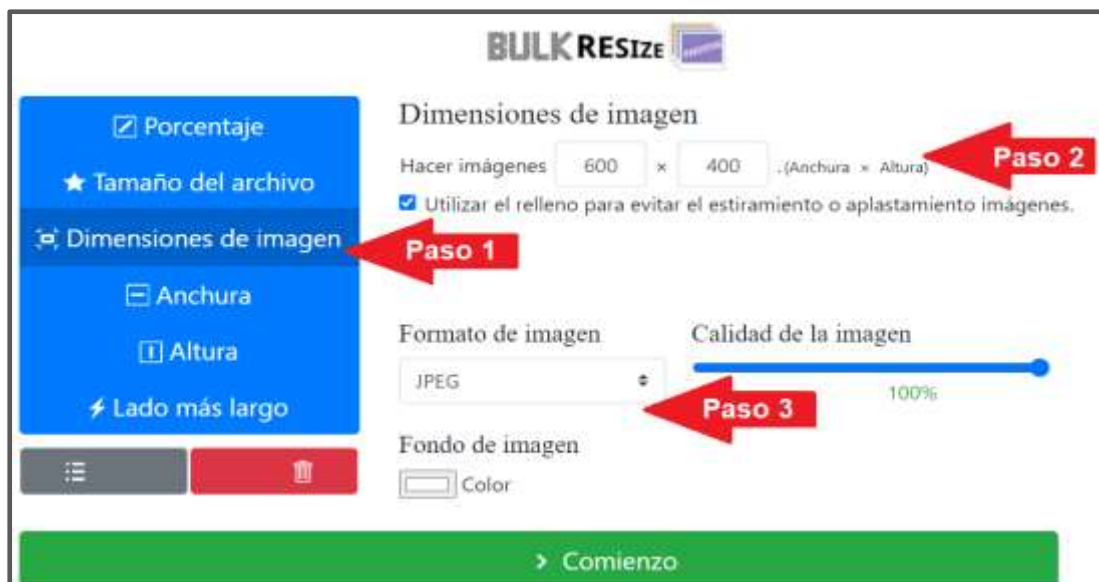 BULKRESIZE
Porcentaje
Tamaño del archivo
Dimensiones de imagen
Anchura
Altura
Lado más largo
Dimensiones de imagen
Hacer imágenes 600 × 400 .(Anchura × Altura)
Paso 2
Utilizar el relleno para evitar el estiramiento o aplastamiento imágenes.
Paso 1
Formato de imagen
JPEG
Paso 3
Calidad de la imagen
100%
Fondo de imagen
Color
> Comienzo